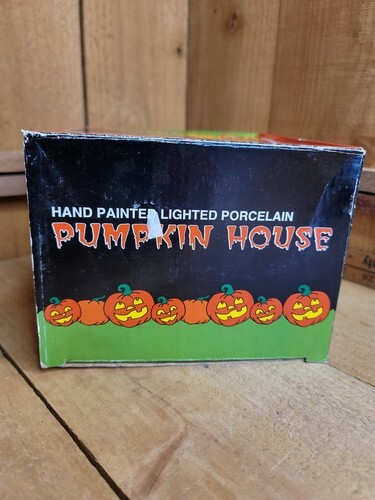 HAND PAINTED LIGHTED PORCELAIN
PUMPKIN HOUSE